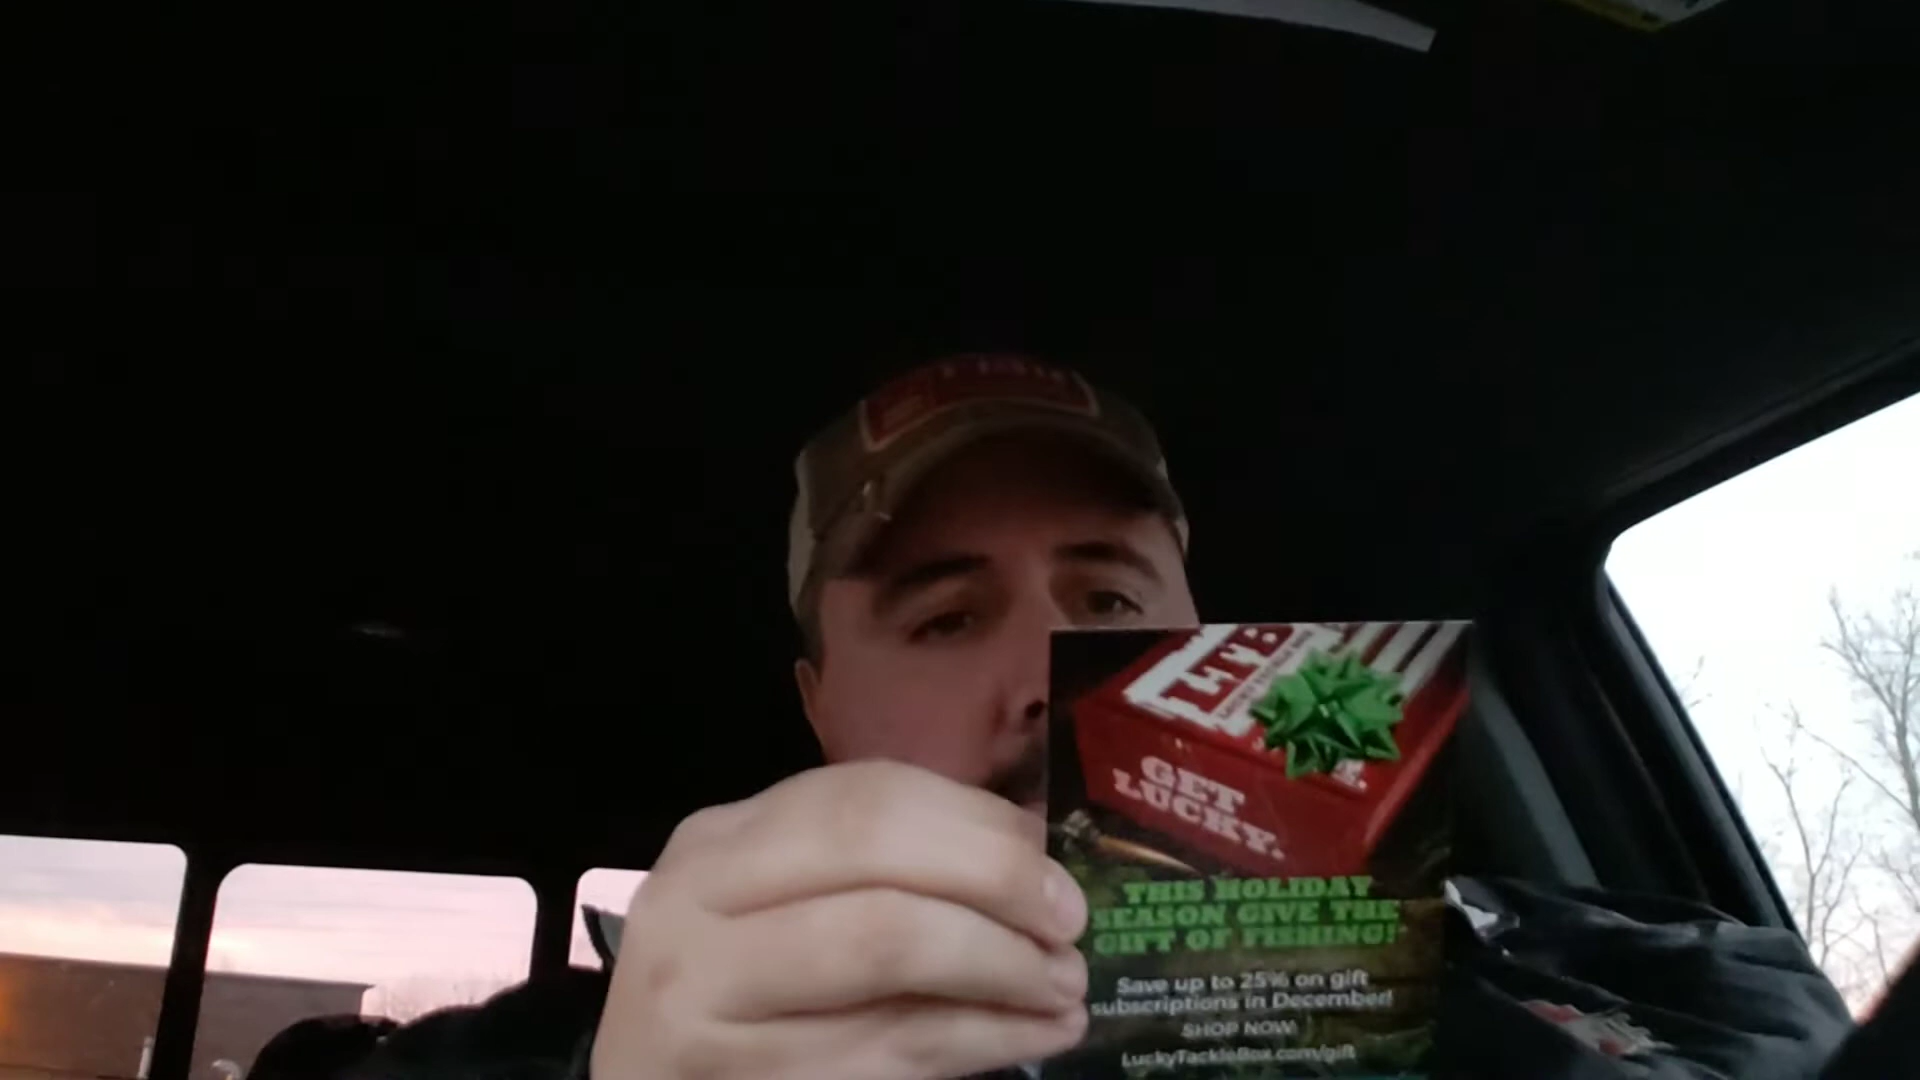 LTB
GET
LUCKY.
THIS HOLIDAY
SEASON GIVE THE
GIFT OF FISHING!
Save up to 25% on gift
subscriptions in December!
SHOP NOW
LuckyTackleBox.com/gift